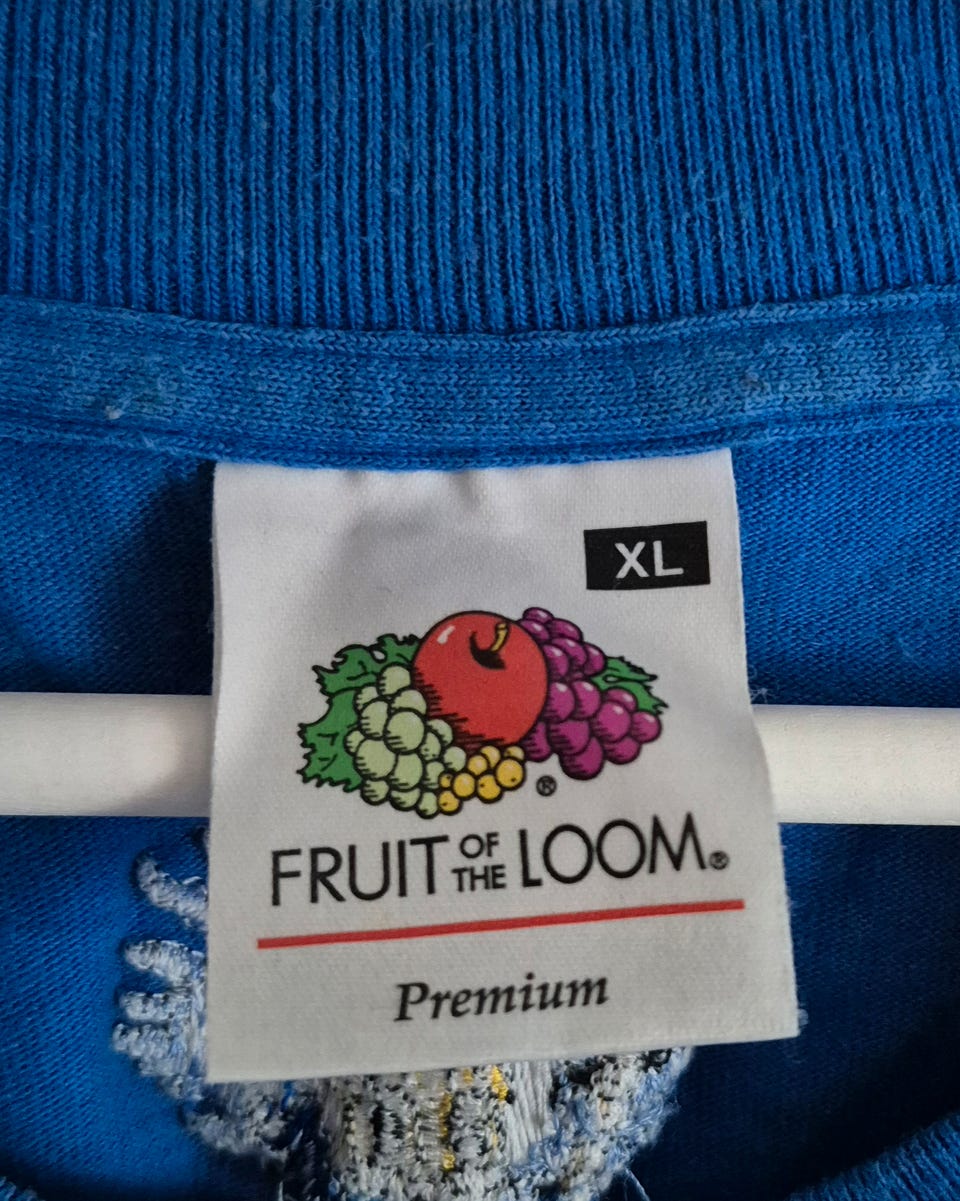 XL
®
FRUIT OF THE LOOM®
Premium